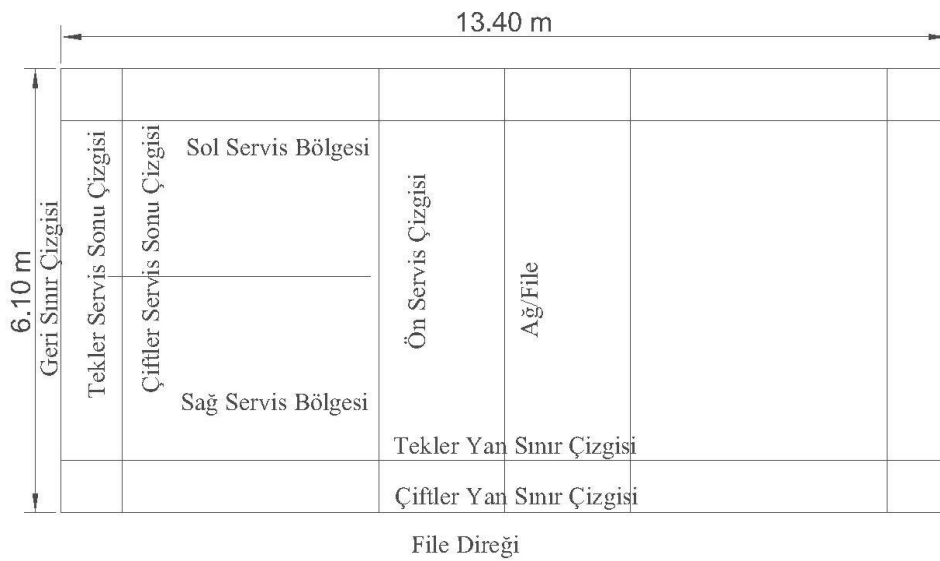 13.40 m
6.10 m
Geri Sınır Çizgisi
Tekler Servis Sonu Çizgisi
Çiftler Servis Sonu Çizgisi
Sol Servis Bölgesi
Sağ Servis Bölgesi
Ön Servis Çizgisi
Ağ/File
Tekler Yan Sınır Çizgisi
Çiftler Yan Sınır Çizgisi
File Direği